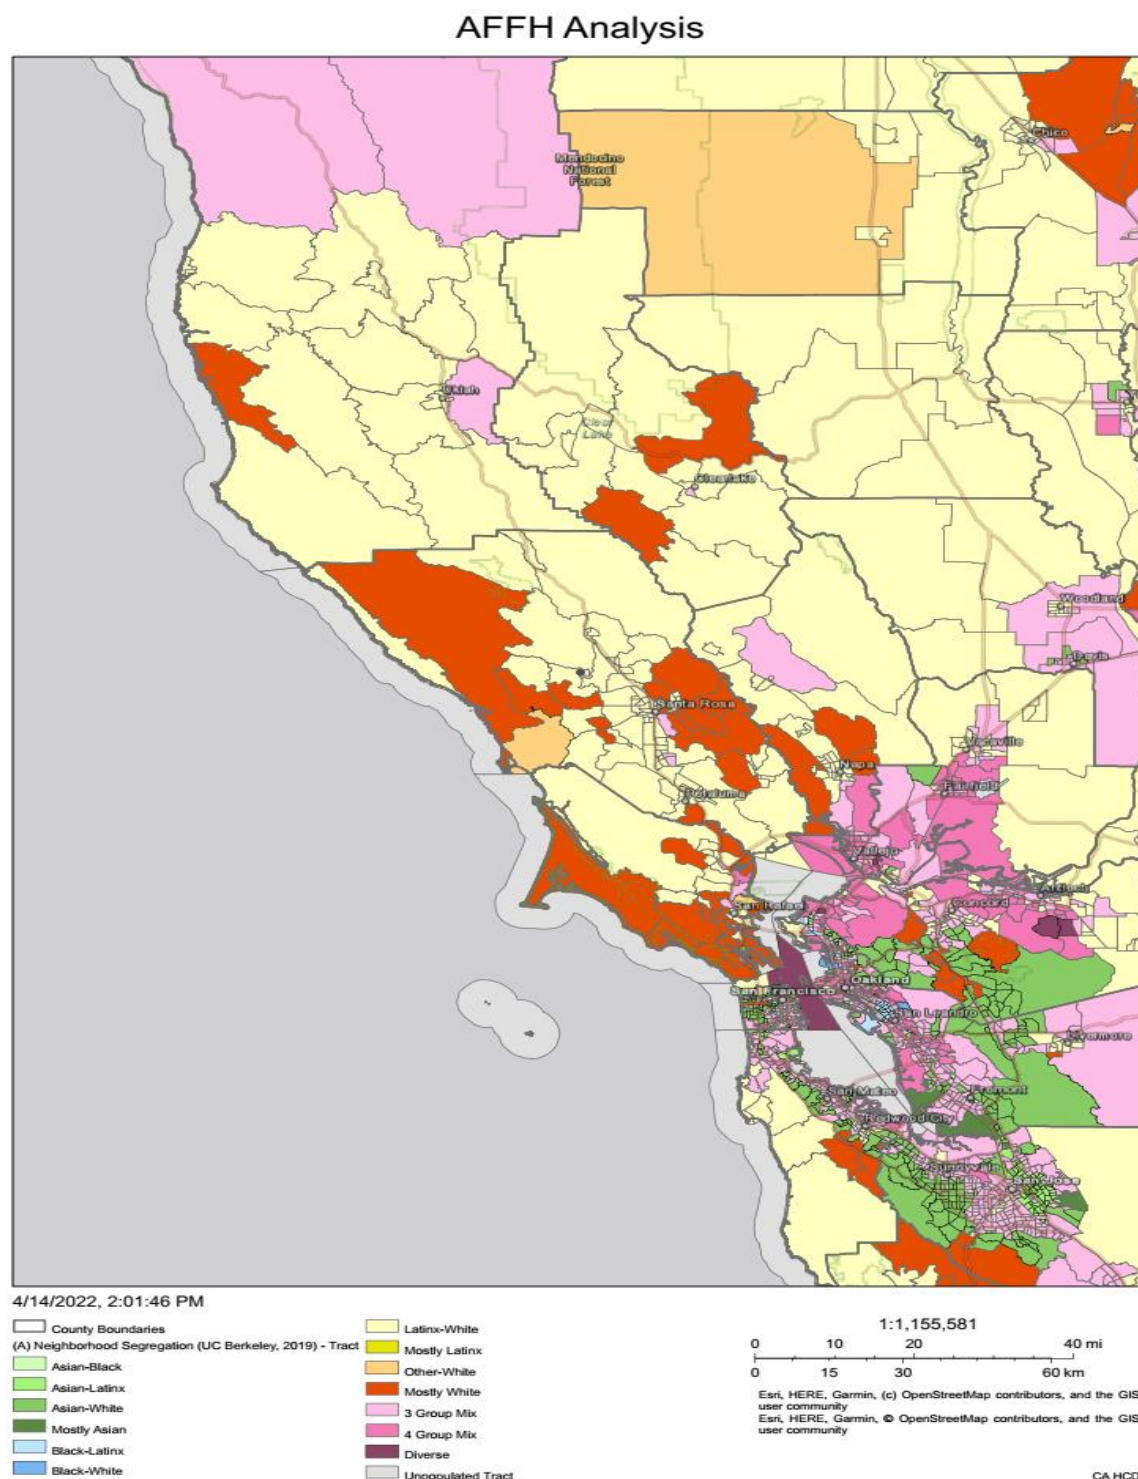 AFFH Analysis
Chico
Mendocino
National
Forest
Ukiah
Clear
Lake
Clearlake
Woodland
Davis
Santa Rosa
Vacaville
Napa
Fairfield
Petaluma
Vallejo
Antioch
Concord
San Rafael
Oakland
San Francisco
San Leandro
Livermore
San Mateo
Fremont
Redwood City
Sunnyvale
San Jose
4/14/2022, 2:01:46 PM
County Boundaries
(A) Neighborhood Segregation (UC Berkeley, 2019) - Tract
Asian-Black
Asian-Latinx
Asian-White
Mostly Asian
Black-Latinx
Black-White
Latinx-White
Mostly Latinx
Other-White
Mostly White
3 Group Mix
4 Group Mix
Diverse
Unpopulated Tract
1:1,155,581
0 10 20 40 mi
0 15 30 60 km
Esri, HERE, Garmin, (c) OpenStreetMap contributors, and the GIS
user community
Esri, HERE, Garmin, © OpenStreetMap contributors, and the GIS
user community
CA HCD